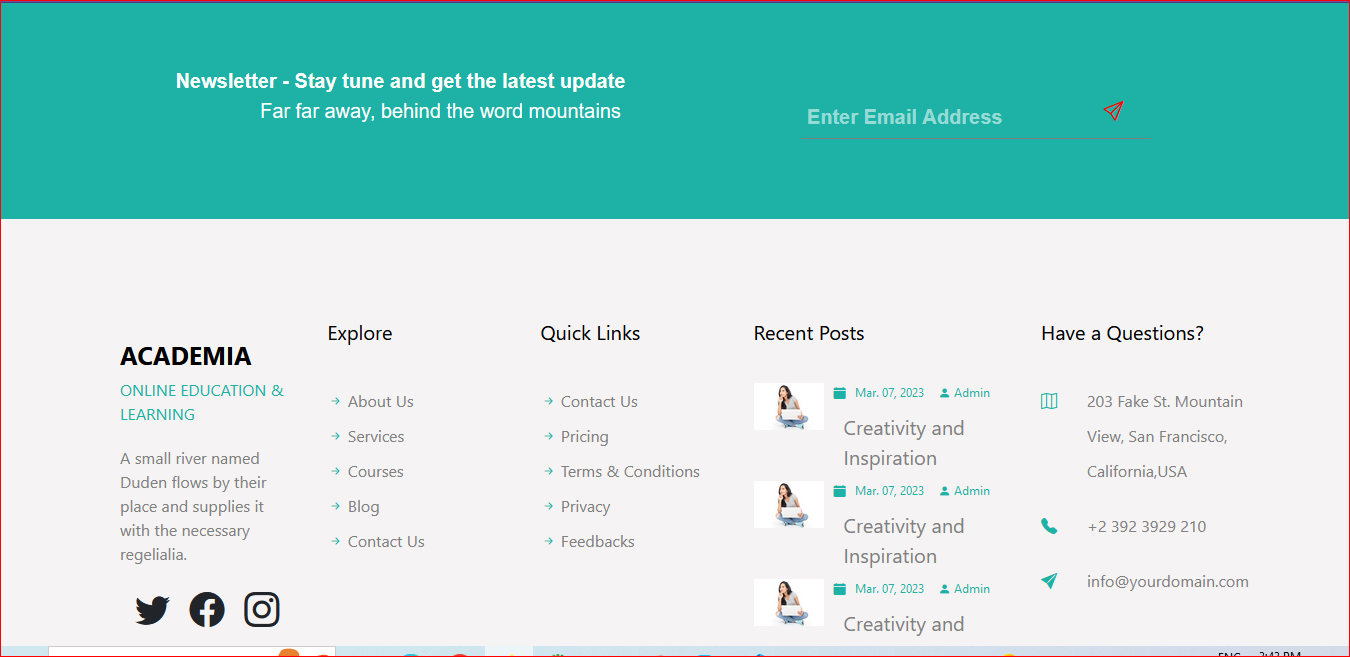 Newsletter - Stay tune and get the latest update
Far far away, behind the word mountains
Enter Email Address
ACADEMIA
ONLINE EDUCATION &
LEARNING
A small river named
Duden flows by their
place and supplies it
with the necessary
regelialia.
Explore
About Us
Services
Courses
Blog
Contact Us
Quick Links
Contact Us
Pricing
Terms & Conditions
Privacy
Feedbacks
Recent Posts
Mar. 07, 2023 Admin
Creativity and
Inspiration
Mar. 07, 2023 Admin
Creativity and
Inspiration
Mar. 07, 2023 Admin
Creativity and
Have a Questions?
203 Fake St. Mountain
View, San Francisco,
California,USA
+2 392 3929 210
info@yourdomain.com